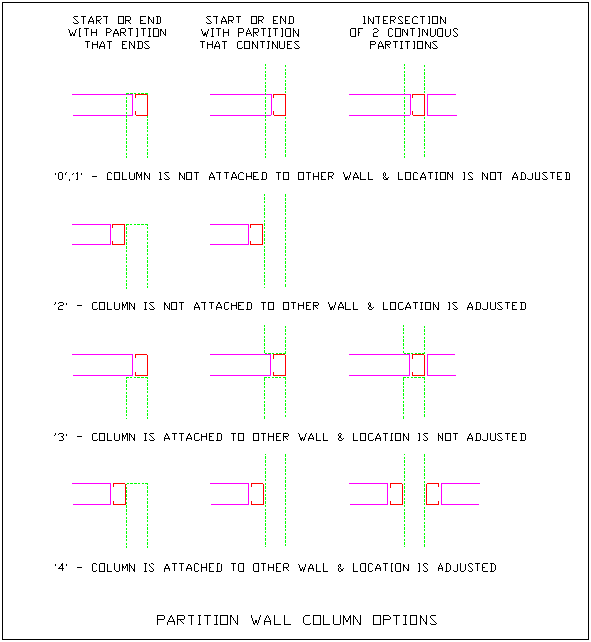 START OR END
WITH PARTITION
THAT ENDS
START OR END
WITH PARTITION
THAT CONTINUES
INTERSECTION
OF 2 CONTINUOUS
PARTITIONS
'0','1' - COLUMN IS NOT ATTACHED TO OTHER WALL & LOCATION IS NOT ADJUSTED
'2' - COLUMN IS NOT ATTACHED TO OTHER WALL & LOCATION IS ADJUSTED
'3' - COLUMN IS ATTACHED TO OTHER WALL & LOCATION IS NOT ADJUSTED
'4' - COLUMN IS ATTACHED TO OTHER WALL & LOCATION IS ADJUSTED
PARTITION WALL COLUMN OPTIONS